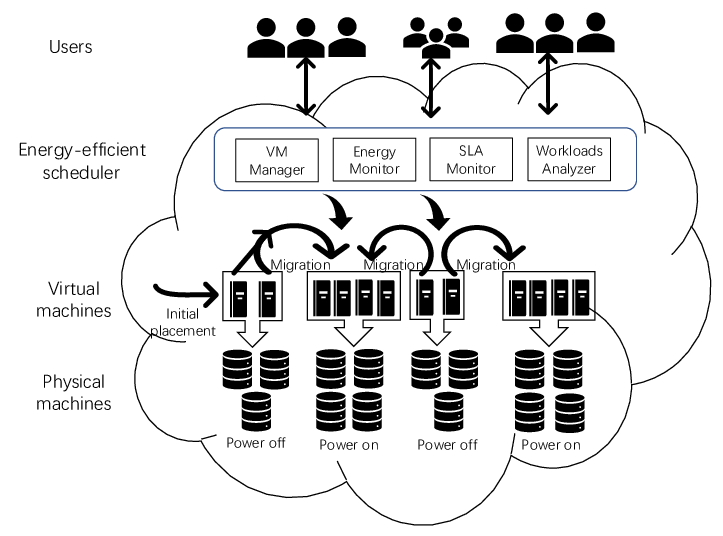 Users
Energy-efficient
scheduler
VM
Manager
Energy
Monitor
SLA
Monitor
Workloads
Analyzer
Migration
Migration
Migration
Virtual
machines
Initial
placement
Physical
machines
Power off
Power on
Power off
Power on